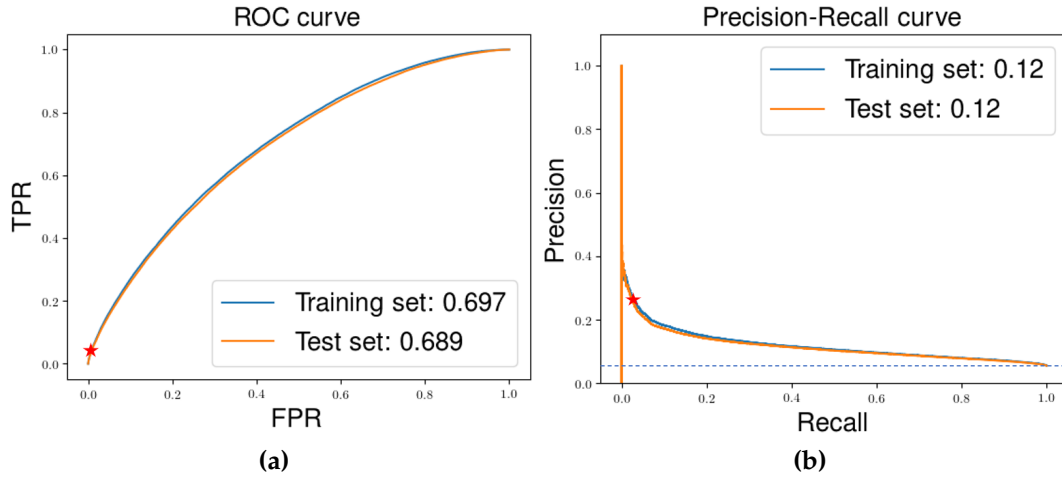 ROC curve
1.0
0.8
0.6
0.4
0.2
0.0
TPR
Training set: 0.697
Test set: 0.689
0.0 0.2 0.4 0.6 0.8 1.0
FPR
(a)
Precision-Recall curve
1.0
0.8
0.6
0.4
0.2
0.0
Precision
Training set: 0.12
Test set: 0.12
0.0 0.2 0.4 0.6 0.8 1.0
Recall
(b)